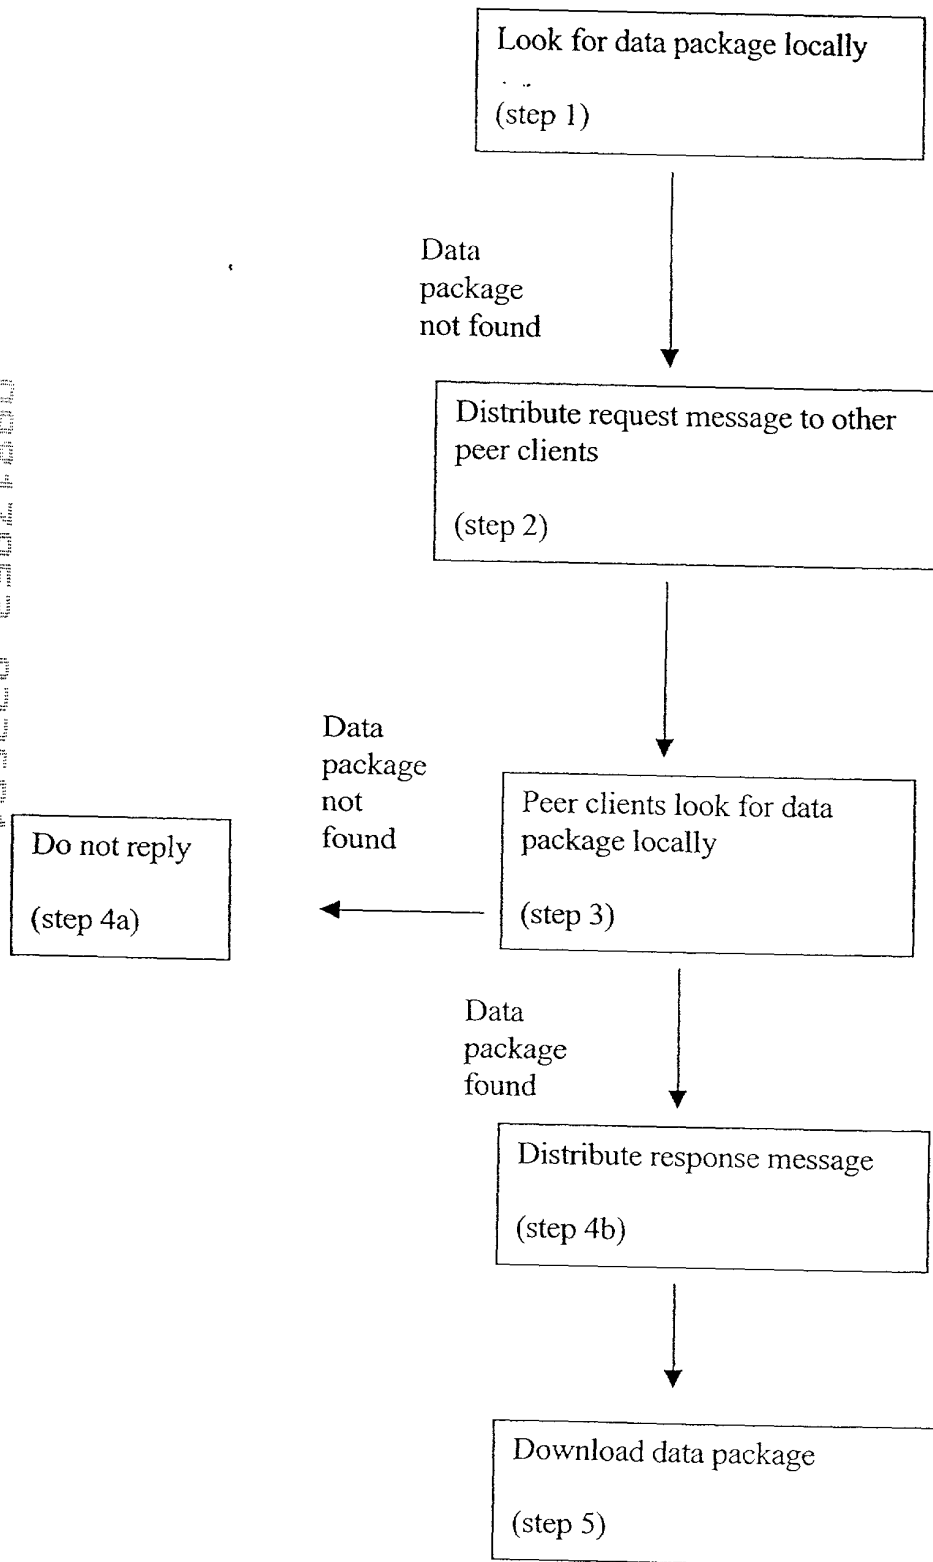 Look for data package locally
(step 1)
Data
package
not found
Distribute request message to other
peer clients
(step 2)
Data
package
not
found
Peer clients look for data
package locally
(step 3)
Do not reply
(step 4a)
Data
package
found
Distribute response message
(step 4b)
Download data package
(step 5)